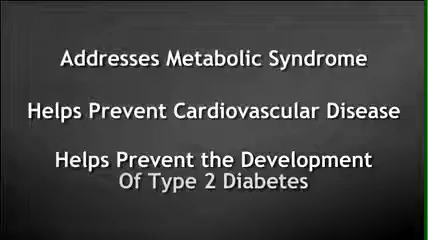 Addresses Metabolic Syndrome
Helps Prevent Cardiovascular Disease
Helps Prevent the Development
Of Type 2 Diabetes